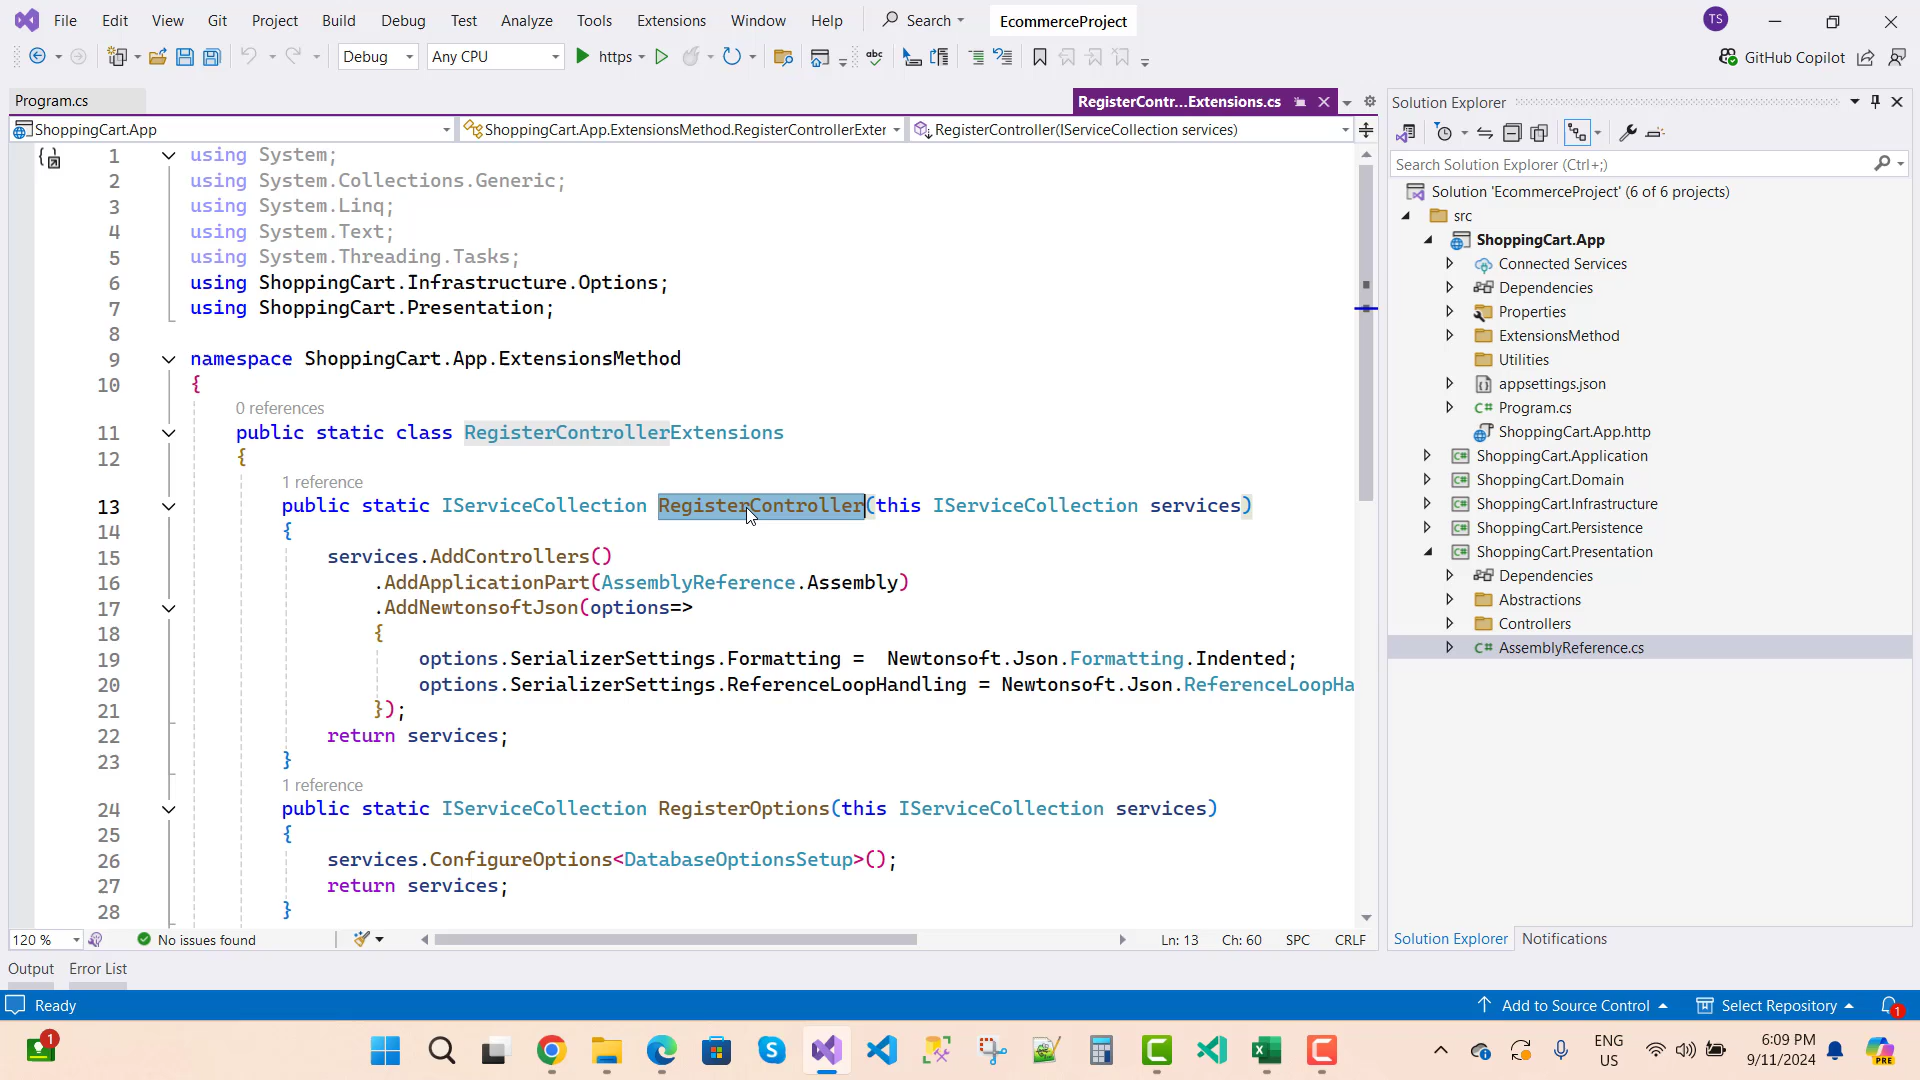 File Edit View Git Project Build Debug Test Analyze Tools Extensions Window Help Search EcommerceProject TS
Debug Any CPU https GitHub Copilot
Program.cs RegisterContr...Extensions.cs Solution Explorer
ShoppingCart.App ShoppingCart.App.ExtensionsMethod.RegisterControllerExter RegisterController(IServiceCollection services)
1 using System;
2 using System.Collections.Generic;
3 using System.Linq;
4 using System.Text;
5 using System.Threading.Tasks;
6 using ShoppingCart.Infrastructure.Options;
7 using ShoppingCart.Presentation;
8
9 namespace ShoppingCart.App.ExtensionsMethod
10 {
0 references
11 public static class RegisterControllerExtensions
12 {
1 reference
13 public static IServiceCollection RegisterController(this IServiceCollection services)
14 {
15 services.AddControllers()
16 .AddApplicationPart(AssemblyReference.Assembly)
17 .AddNewtonsoftJson(options=>
18 {
19 options.SerializerSettings.Formatting =  Newtonsoft.Json.Formatting.Indented;
20 options.SerializerSettings.ReferenceLoopHandling = Newtonsoft.Json.ReferenceLoopHa
21 });
22 return services;
23 }
1 reference
24 public static IServiceCollection RegisterOptions(this IServiceCollection services)
25 {
26 services.ConfigureOptions<DatabaseOptionsSetup>();
27 return services;
28 }
120 % No issues found Ln: 13 Ch: 60 SPC CRLF
Search Solution Explorer (Ctrl+;)
Solution 'EcommerceProject' (6 of 6 projects)
src
ShoppingCart.App
Connected Services
Dependencies
Properties
ExtensionsMethod
Utilities
appsettings.json
C# Program.cs
ShoppingCart.App.http
C# ShoppingCart.Application
C# ShoppingCart.Domain
C# ShoppingCart.Infrastructure
C# ShoppingCart.Persistence
C# ShoppingCart.Presentation
Dependencies
Abstractions
Controllers
C# AssemblyReference.cs
Solution Explorer Notifications
Output Error List
Ready Add to Source Control Select Repository 1
1 ENG US 6:09 PM 9/11/2024 PRE